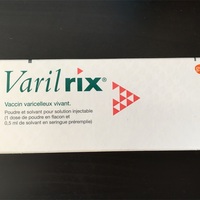 Varilrix®
Vaccin varicelleux vivant.
Poudre et solvant pour solution injectable
(1 dose de poudre en flacon et
0,5 ml de solvant en seringue préremplie)